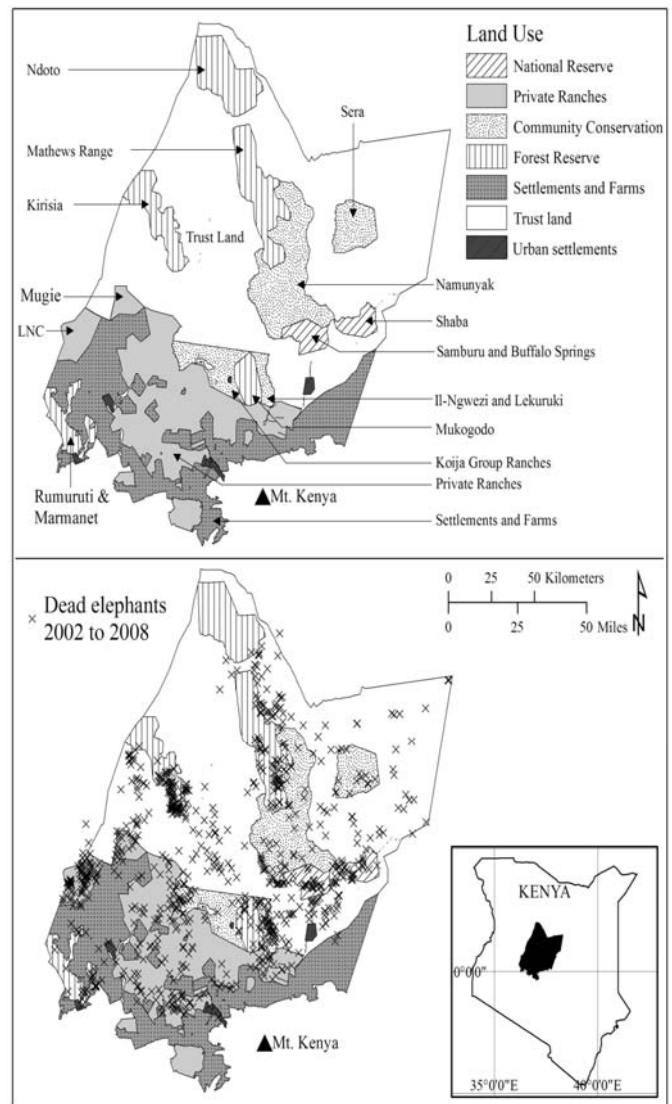 Land Use
National Reserve
Private Ranches
Community Conservation
Forest Reserve
Settlements and Farms
Trust land
Urban settlements
Ndoto
Mathews Range
Sera
Kirisia
Trust Land
Mugie
LNC
Namunyak
Shaba
Samburu and Buffalo Springs
Il-Ngwezi and Lekuruki
Mukogodo
Koija Group Ranches
Private Ranches
Rumuruti &
Marmanet
Mt. Kenya
Settlements and Farms
× Dead elephants
2002 to 2008
0 25 50 Kilometers
0 25 50 Miles
N
Mt. Kenya
KENYA
0°0'0"
35°0'0"E 40°0'0"E